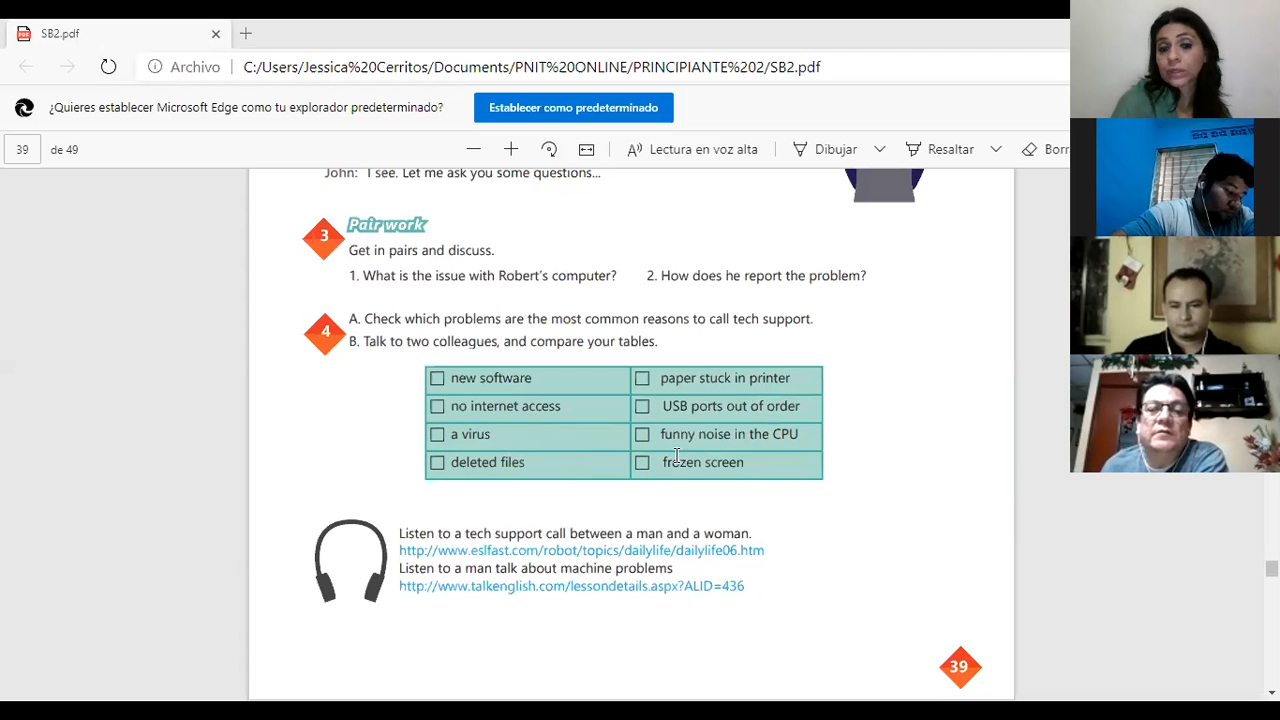 SB2.pdf
Archivo C:/Users/Jessica%20Cerritos/Documents/PNIT%20ONLINE/PRINCIPIANTE%202/SB2.pdf
¿Quieres establecer Microsoft Edge como tu explorador predeterminado? Establecer como predeterminado
39 de 49 Lectura en voz alta Dibujar Resaltar Borr
John: I see. Let me ask you some questions...
3 Pair work
Get in pairs and discuss.
1. What is the issue with Robert's computer? 2. How does he report the problem?
4 A. Check which problems are the most common reasons to call tech support.
B. Talk to two colleagues, and compare your tables.
new software paper stuck in printer
no internet access USB ports out of order
a virus funny noise in the CPU
deleted files frozen screen
Listen to a tech support call between a man and a woman.
http://www.eslfast.com/robot/topics/dailylife/dailylife06.htm
Listen to a man talk about machine problems
http://www.talkenglish.com/lessondetails.aspx?ALID=436
39